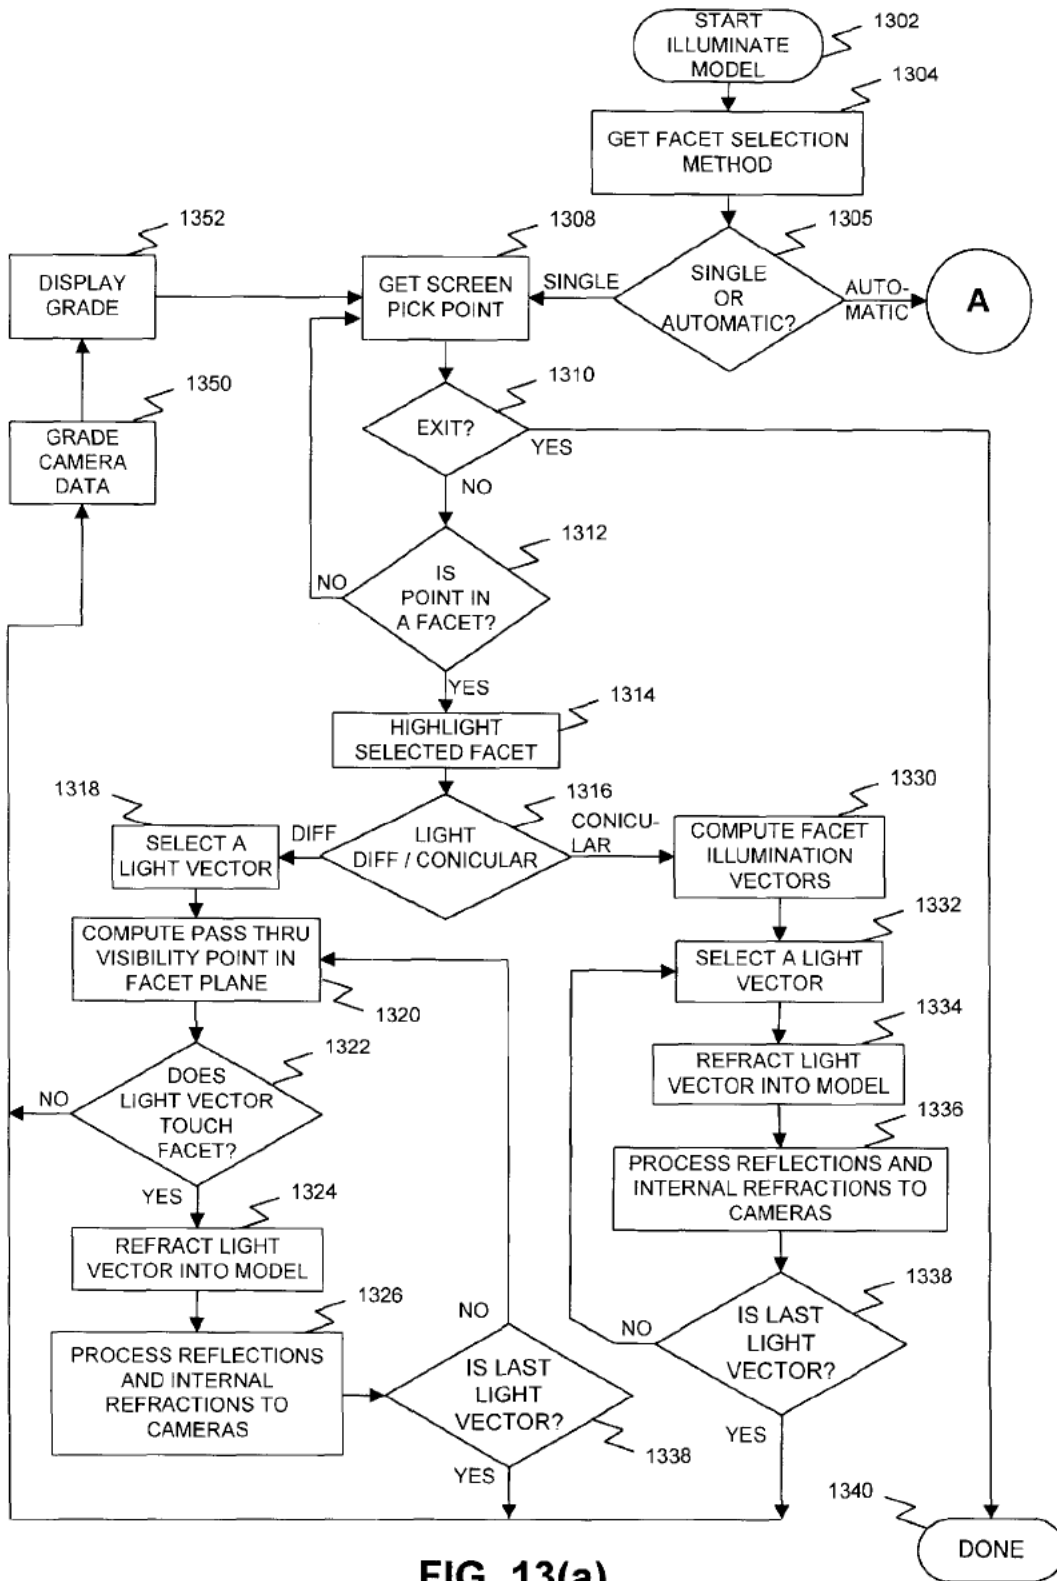 START
ILLUMINATE
MODEL
1302
1304
GET FACET SELECTION
METHOD
1305
SINGLE
OR
AUTOMATIC?
SINGLE
AUTO-
MATIC
A
1308
GET SCREEN
PICK POINT
1352
DISPLAY
GRADE
1350
GRADE
CAMERA
DATA
1310
EXIT?
YES
NO
1312
IS
POINT IN
A FACET?
NO
YES
1314
HIGHLIGHT
SELECTED FACET
1316
LIGHT
DIFF / CONICULAR
DIFF
CONICU-
LAR
1318
SELECT A
LIGHT VECTOR
COMPUTE PASS THRU
VISIBILITY POINT IN
FACET PLANE
1320
1322
DOES
LIGHT VECTOR
TOUCH
FACET?
NO
YES
1324
REFRACT LIGHT
VECTOR INTO MODEL
1326
PROCESS REFLECTIONS
AND INTERNAL
REFRACTIONS TO
CAMERAS
NO
IS LAST
LIGHT
VECTOR?
1338
YES
1330
COMPUTE FACET
ILLUMINATION
VECTORS
1332
SELECT A LIGHT
VECTOR
1334
REFRACT LIGHT
VECTOR INTO MODEL
1336
PROCESS REFLECTIONS AND
INTERNAL REFRACTIONS TO
CAMERAS
1338
IS LAST
LIGHT
VECTOR?
NO
YES
1340
DONE
FIG. 13(a)